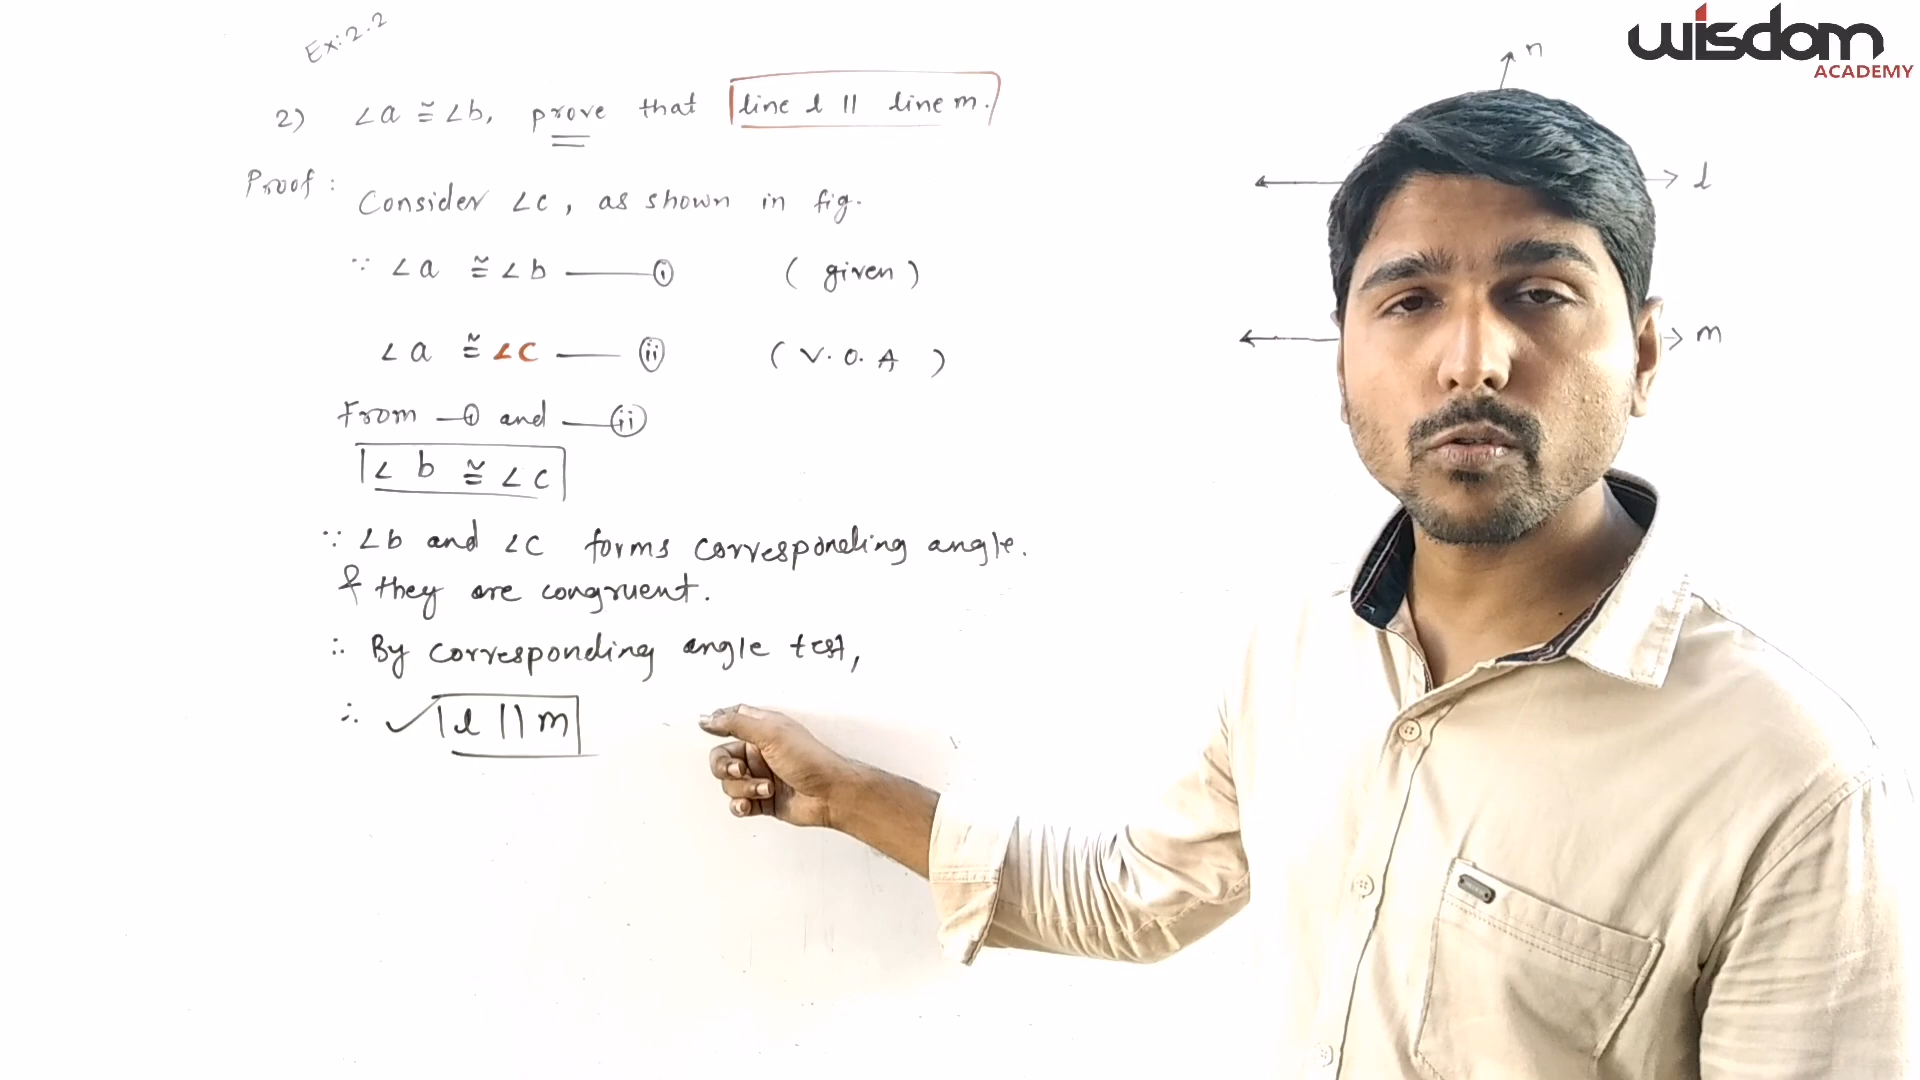 Ex: 2.2
2) ∠a ≅ ∠b, prove that line l || line m.
Proof : Consider ∠c, as shown in fig.
∵ ∠a ≅ ∠b —— ⓘ (given)
∠a ≅ ∠c —— ⓘⓘ (V.O.A)
From —ⓘ and —ⓘⓘ
∠b ≅ ∠c
∵ ∠b and ∠c forms corresponding angle.
& they are congruent.
∴ By corresponding angle test,
∴ ✓ l || m
n
l
m
wisdom
ACADEMY